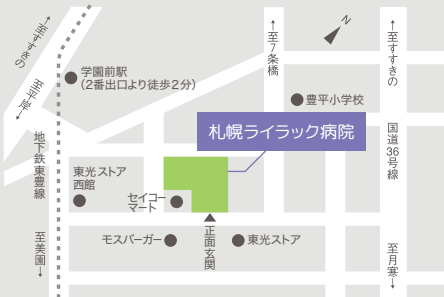 ←至すすきの
至平岸→
学園前駅
(2番出口より徒歩2分)
←至7条橋
N
←至すすきの
豊平小学校
札幌ライラック病院
国道36号線
地下鉄東豊線
東光ストア
西館
セイコー
マート
モスバーガー
正面玄関
東光ストア
至美園→
至月寒→